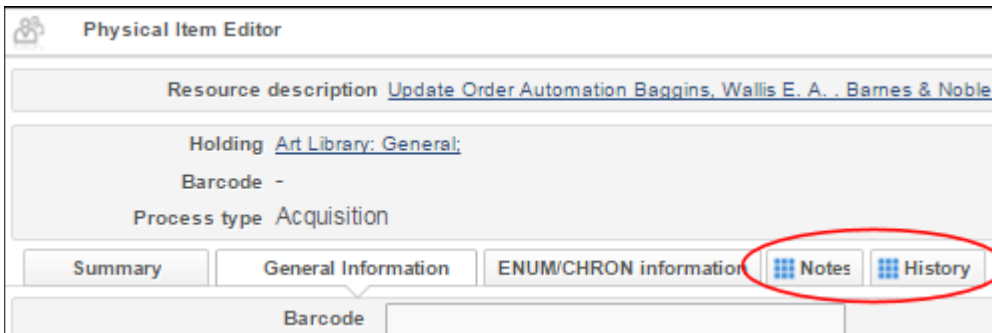 Physical Item Editor
Resource description Update Order Automation Baggins, Wallis E. A. . Barnes & Noble
Holding Art Library: General;
Barcode -
Process type Acquisition
Summary General Information ENUM/CHRON information Notes History
Barcode